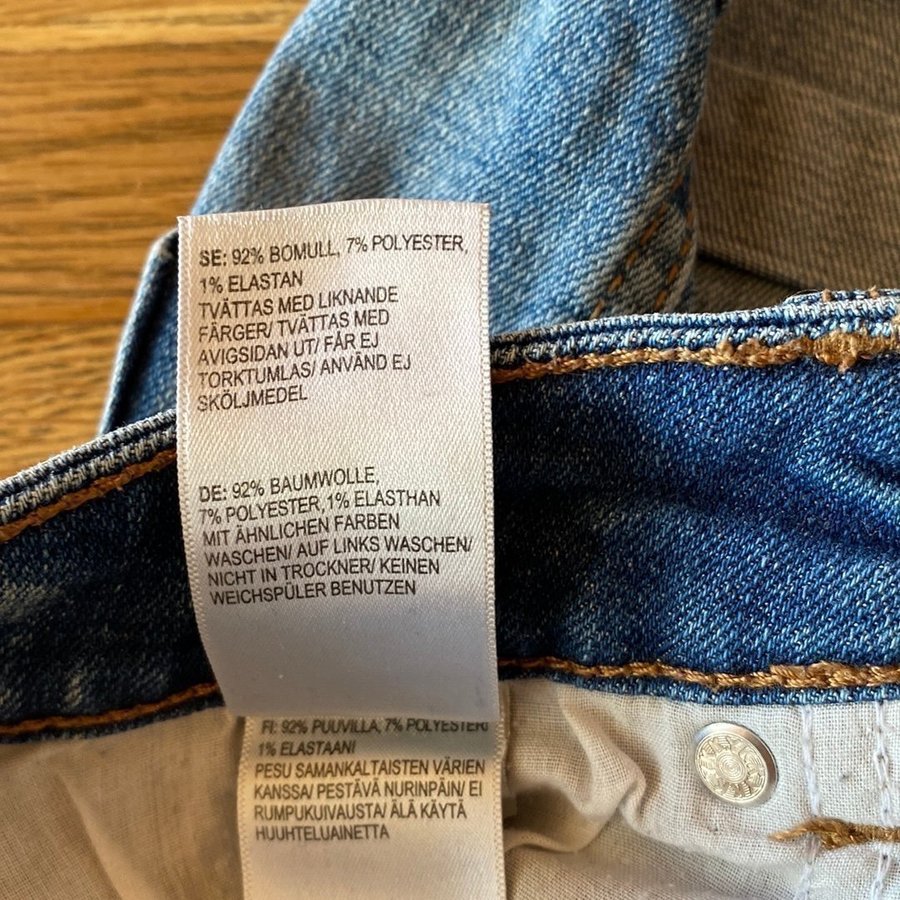 SE: 92% BOMULL, 7% POLYESTER,
1% ELASTAN
TVÄTTAS MED LIKNANDE
FÄRGER/ TVÄTTAS MED
AVIGSIDAN UT/ FÅR EJ
TORKTUMLAS/ ANVÄND EJ
SKÖLJMEDEL
DE: 92% BAUMWOLLE,
7% POLYESTER, 1% ELASTHAN
MIT ÄHNLICHEN FARBEN
WASCHEN/ AUF LINKS WASCHEN/
NICHT IN TROCKNER/ KEINEN
WEICHSPÜLER BENUTZEN
FI: 92% PUUVILLA, 7% POLYESTERI
1% ELASTAANI
PESU SAMANKALTAISTEN VÄRIEN
KANSSA/ PESTÄVÄ NURINPÄIN/ EI
RUMPUKUIVAUSTA/ ÄLÄ KÄYTÄ
HUUHTELUAINETTA